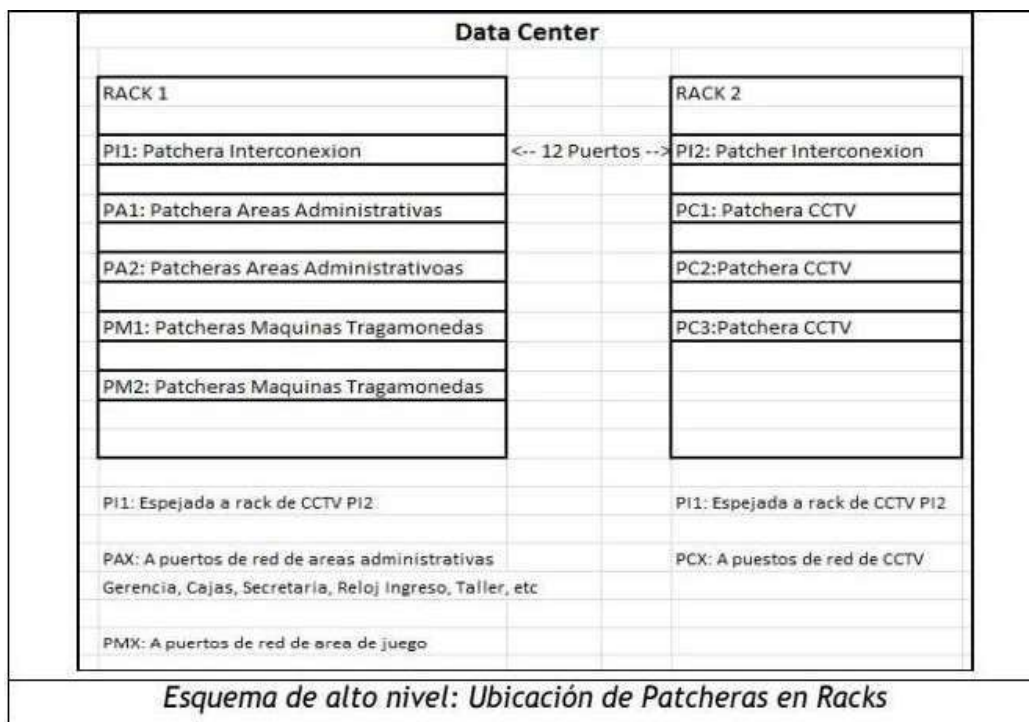 Data Center
RACK 1
RACK 2
PI1: Patchera Interconexion
<-- 12 Puertos -->
PI2: Patcher Interconexion
PA1: Patchera Areas Administrativas
PC1: Patchera CCTV
PA2: Patcheras Areas Administrativoas
PC2:Patchera CCTV
PM1: Patcheras Maquinas Tragamonedas
PC3:Patchera CCTV
PM2: Patcheras Maquinas Tragamonedas
PI1: Espejada a rack de CCTV PI2
PI1: Espejada a rack de CCTV PI2
PAX: A puertos de red de areas administrativas
PCX: A puestos de red de CCTV
Gerencia, Cajas, Secretaria, Reloj Ingreso, Taller, etc
PMX: A puertos de red de area de juego
Esquema de alto nivel: Ubicación de Patcheras en Racks